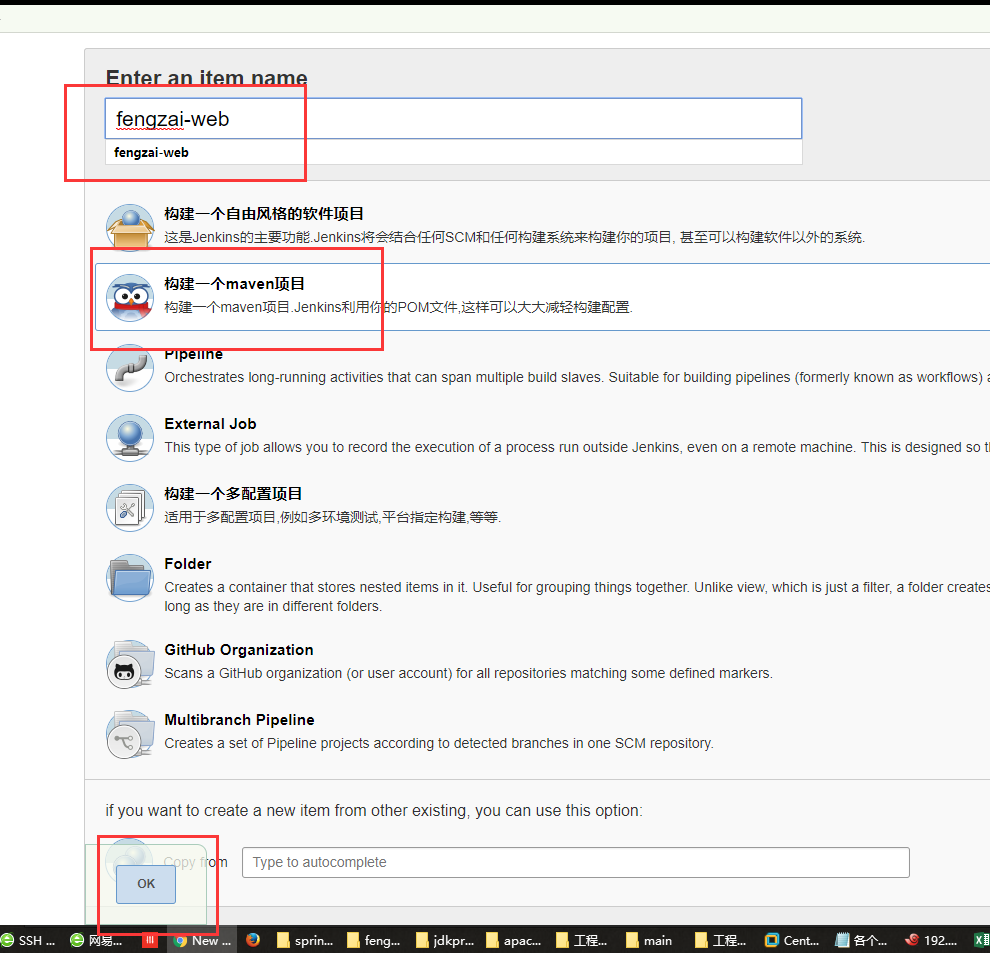 Enter an item name
fengzai-web
fengzai-web
构建一个自由风格的软件项目
这是Jenkins的主要功能.Jenkins将会结合任何SCM和任何构建系统来构建你的项目, 甚至可以构建软件以外的系统.
构建一个maven项目
构建一个maven项目.Jenkins利用你的POM文件,这样可以大大减轻构建配置.
Pipeline
Orchestrates long-running activities that can span multiple build slaves. Suitable for building pipelines (formerly known as workflows) a
External Job
This type of job allows you to record the execution of a process run outside Jenkins, even on a remote machine. This is designed so t
构建一个多配置项目
适用于多配置项目,例如多环境测试,平台指定构建,等等.
Folder
Creates a container that stores nested items in it. Useful for grouping things together. Unlike view, which is just a filter, a folder creates
long as they are in different folders.
GitHub Organization
Scans a GitHub organization (or user account) for all repositories matching some defined markers.
Multibranch Pipeline
Creates a set of Pipeline projects according to detected branches in one SCM repository.
if you want to create a new item from other existing, you can use this option:
Copy from Type to autocomplete
OK
SSH ... 网易... New ... sprin... feng... jdkpr... apac... 工程... main 工程... Cent... 各个... 192....